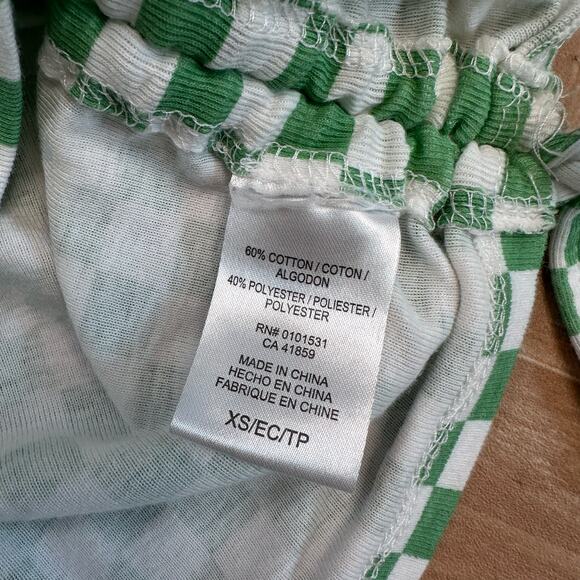 60% COTTON / COTON /
ALGODON
40% POLYESTER / POLIESTER /
POLYESTER
RN# 0101531
CA 41859
MADE IN CHINA
HECHO EN CHINA
FABRIQUE EN CHINE
XS/EC/TP